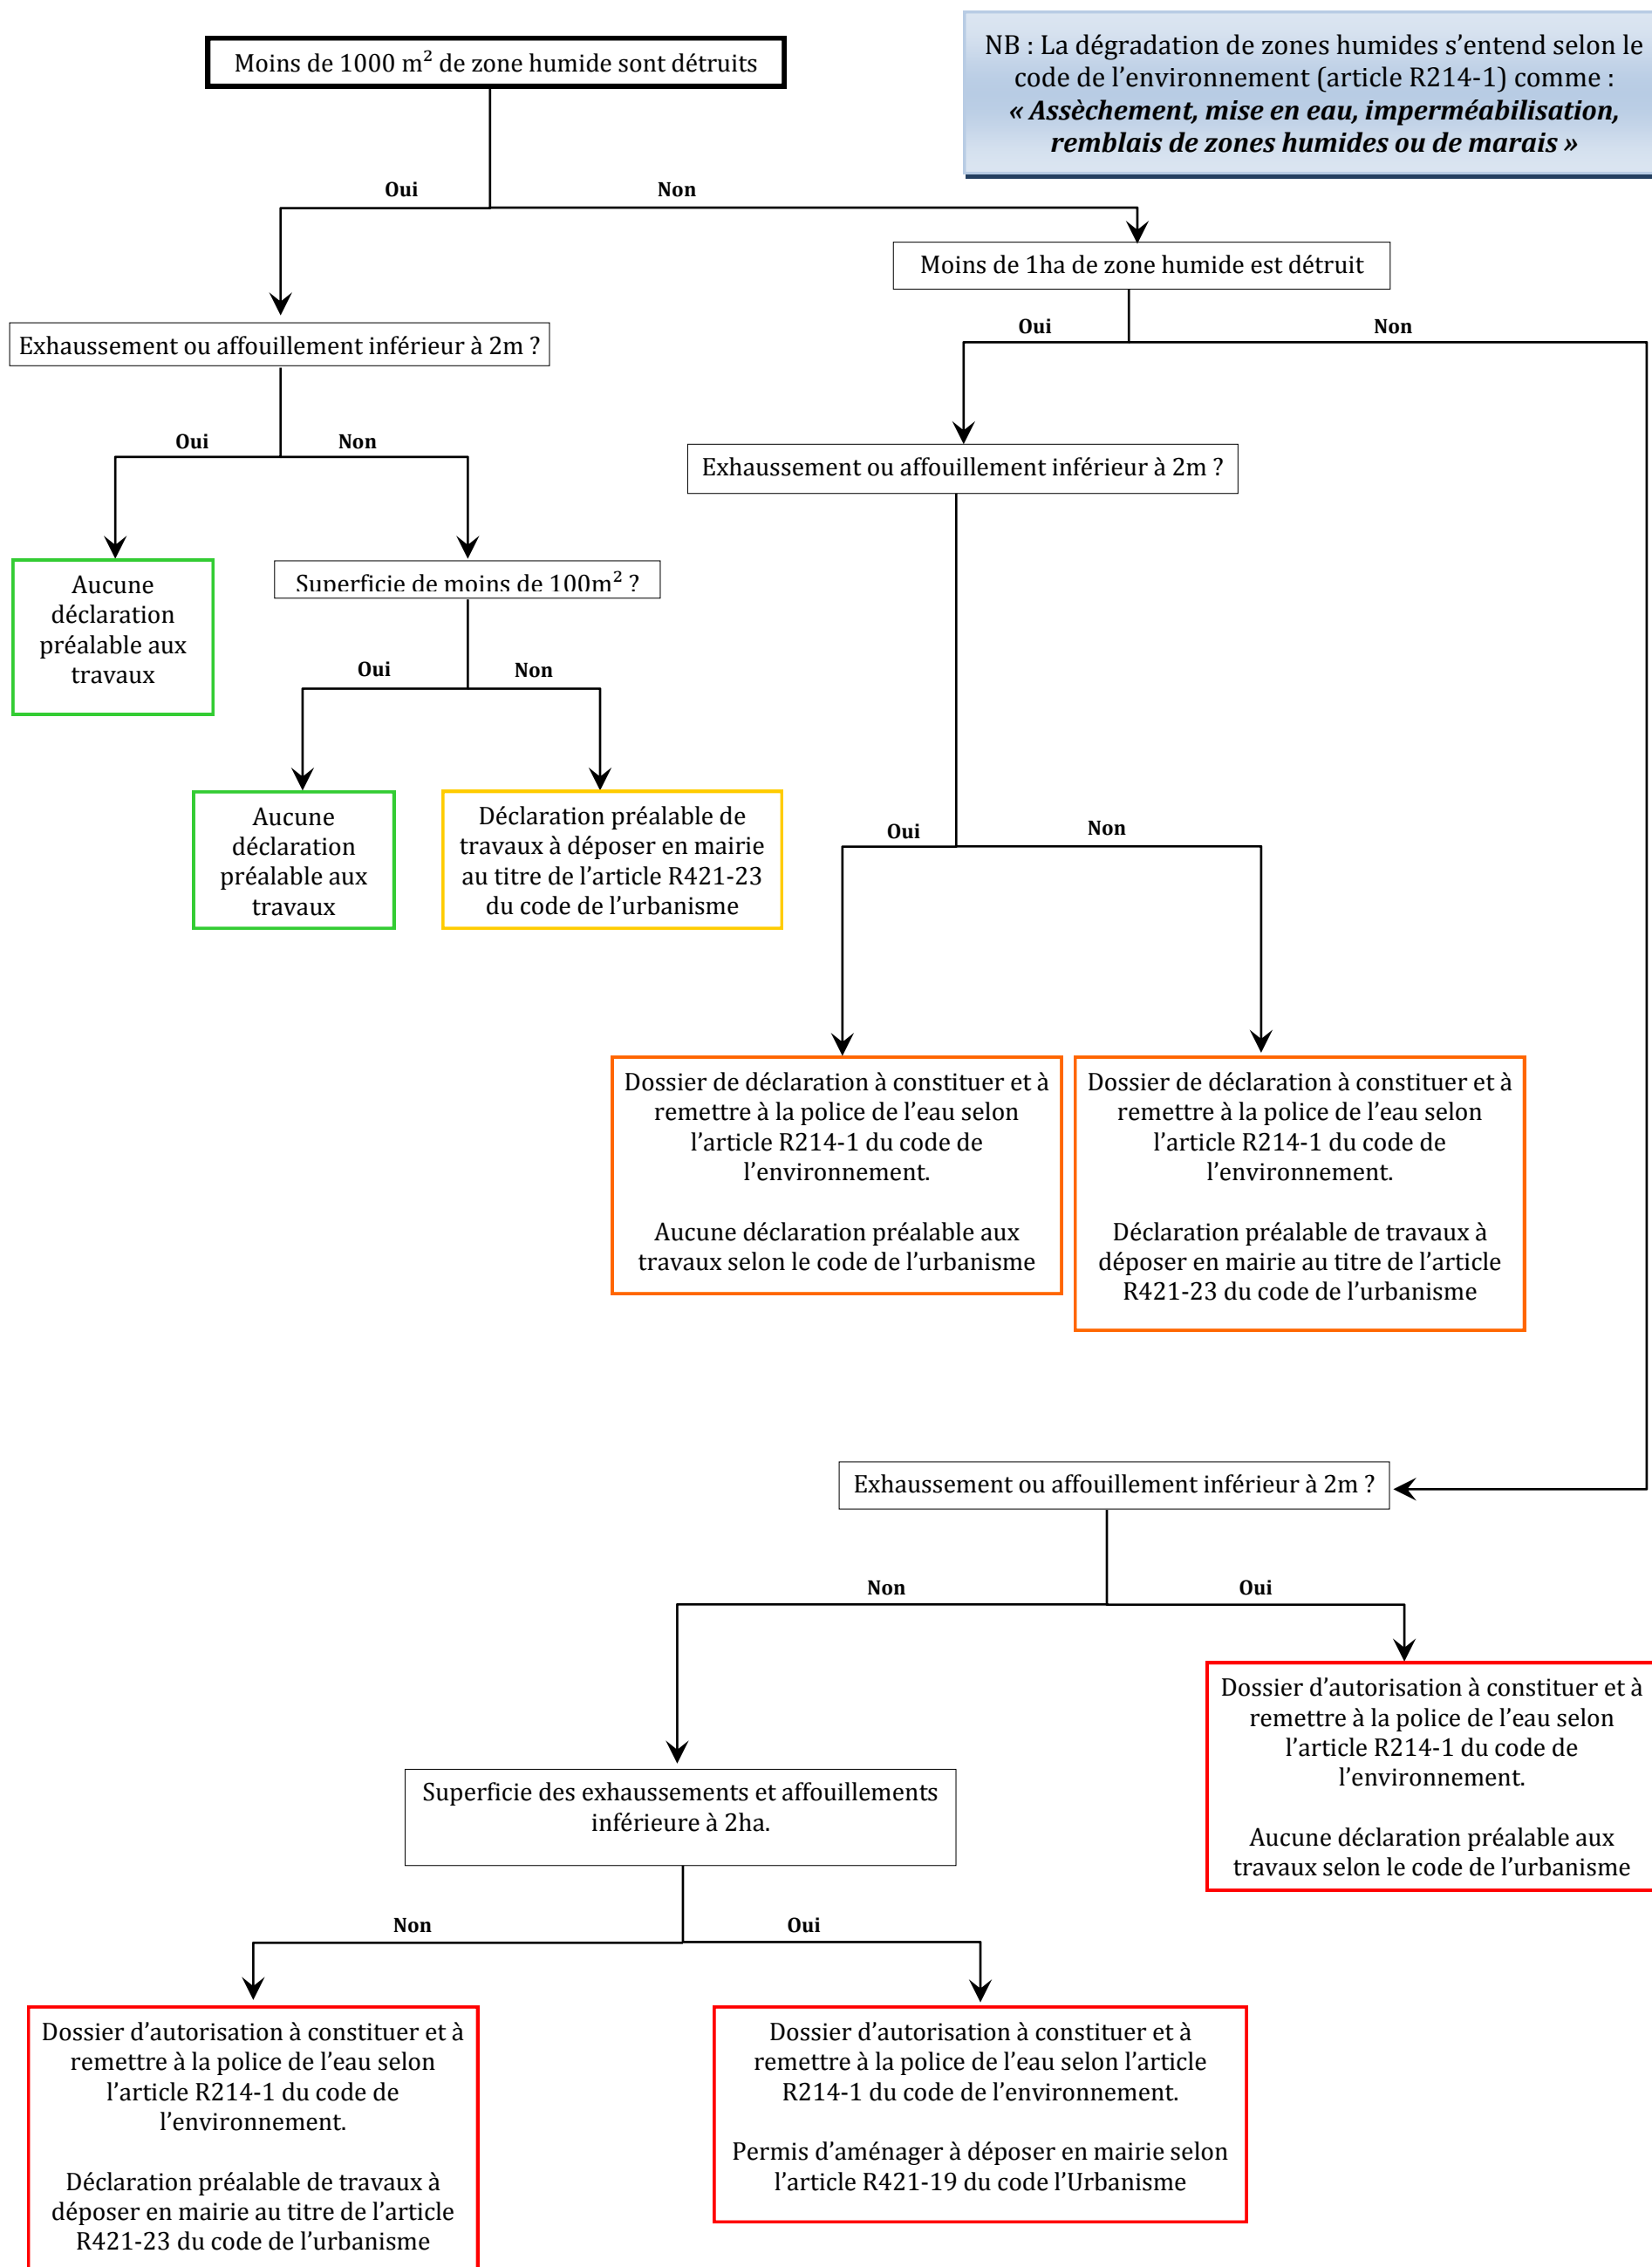 Moins de 1000 m² de zone humide sont détruits
NB : La dégradation de zones humides s’entend selon le
code de l’environnement (article R214-1) comme :
« Assèchement, mise en eau, imperméabilisation,
remblais de zones humides ou de marais »
Oui
Non
Moins de 1ha de zone humide est détruit
Oui
Non
Exhaussement ou affouillement inférieur à 2m ?
Oui
Non
Exhaussement ou affouillement inférieur à 2m ?
Aucune
déclaration
préalable aux
travaux
Superficie de moins de 100m² ?
Oui
Non
Aucune
déclaration
préalable aux
travaux
Déclaration préalable de
travaux à déposer en mairie
au titre de l’article R421-23
du code de l’urbanisme
Oui
Non
Dossier de déclaration à constituer et à
remettre à la police de l’eau selon
l’article R214-1 du code de
l’environnement.
Aucune déclaration préalable aux
travaux selon le code de l’urbanisme
Dossier de déclaration à constituer et à
remettre à la police de l’eau selon
l’article R214-1 du code de
l’environnement.
Déclaration préalable de travaux à
déposer en mairie au titre de l’article
R421-23 du code de l’urbanisme
Exhaussement ou affouillement inférieur à 2m ?
Non
Oui
Dossier d’autorisation à constituer et à
remettre à la police de l’eau selon
l’article R214-1 du code de
l’environnement.
Aucune déclaration préalable aux
travaux selon le code de l’urbanisme
Superficie des exhaussements et affouillements
inférieure à 2ha.
Non
Oui
Dossier d’autorisation à constituer et à
remettre à la police de l’eau selon
l’article R214-1 du code de
l’environnement.
Déclaration préalable de travaux à
déposer en mairie au titre de l’article
R421-23 du code de l’urbanisme
Dossier d’autorisation à constituer et à
remettre à la police de l’eau selon l’article
R214-1 du code de l’environnement.
Permis d’aménager à déposer en mairie selon
l’article R421-19 du code l’Urbanisme